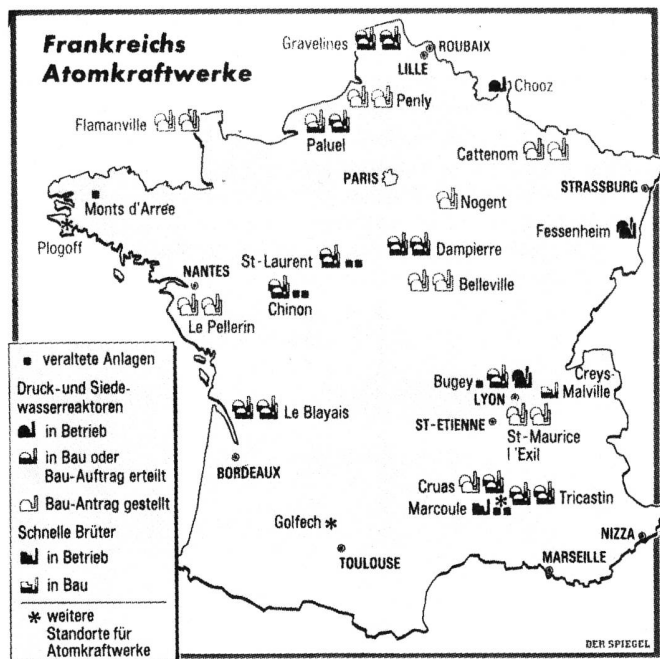 Frankreichs
Atomkraftwerke
Gravelines
ROUBAIX
LILLE
Chooz
Penly
Flamanville
Paluel
Cattenom
PARIS
STRASSBURG
Nogent
Monts d'Arrée
Fessenheim
Plogoff
St-Laurent
Dampierre
NANTES
Belleville
Chinon
Le Pellerin
Bugey
Creys-
Malville
LYON
Le Blayais
ST-ETIENNE
St-Maurice
l'Exil
BORDEAUX
Cruas
Tricastin
Marcoule
Golfech
NIZZA
TOULOUSE
MARSEILLE
veraltete Anlagen
Druck-und Siede-
wasserreaktoren
in Betrieb
in Bau oder
Bau-Auftrag erteilt
Bau-Antrag gestellt
Schnelle Brüter
in Betrieb
in Bau
* weitere
Standorte für
Atomkraftwerke
DER SPIEGEL